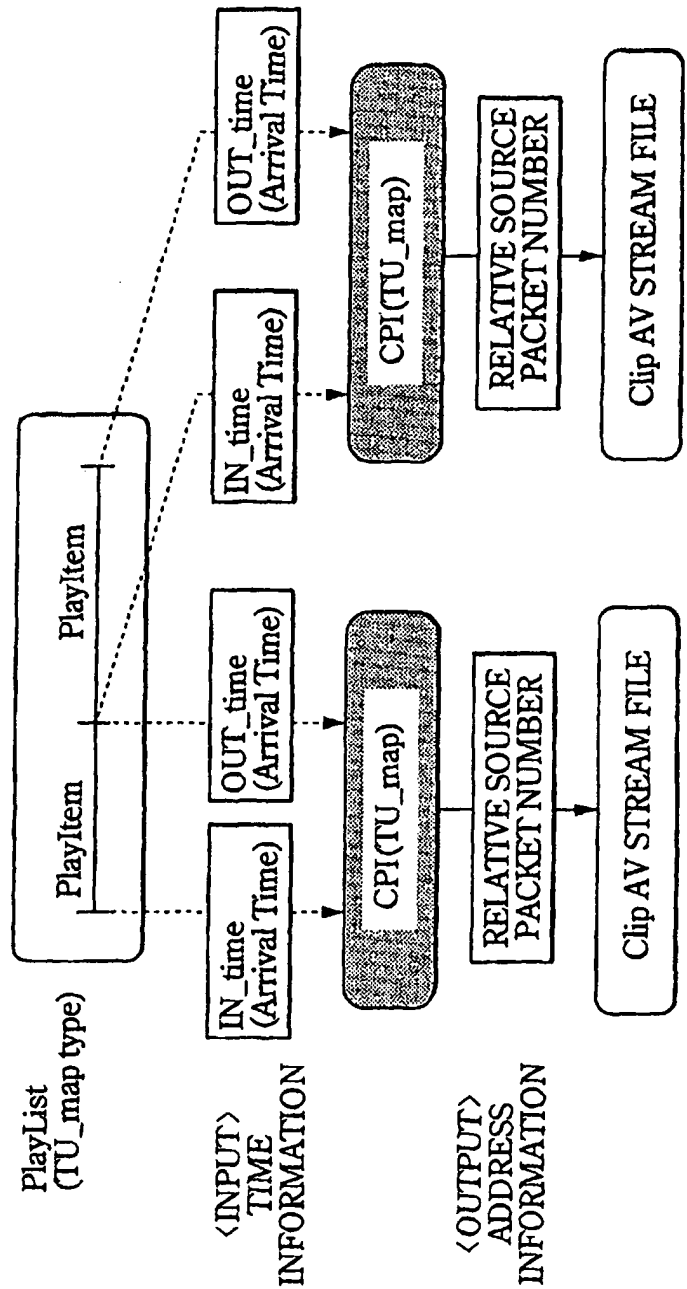 PlayList
(TU_map type)
PlayItem
PlayItem
<INPUT>
TIME
INFORMATION
IN_time
(Arrival Time)
OUT_time
(Arrival Time)
IN_time
(Arrival Time)
OUT_time
(Arrival Time)
CPI(TU_map)
CPI(TU_map)
<OUTPUT>
ADDRESS
INFORMATION
RELATIVE SOURCE
PACKET NUMBER
RELATIVE SOURCE
PACKET NUMBER
Clip AV STREAM FILE
Clip AV STREAM FILE